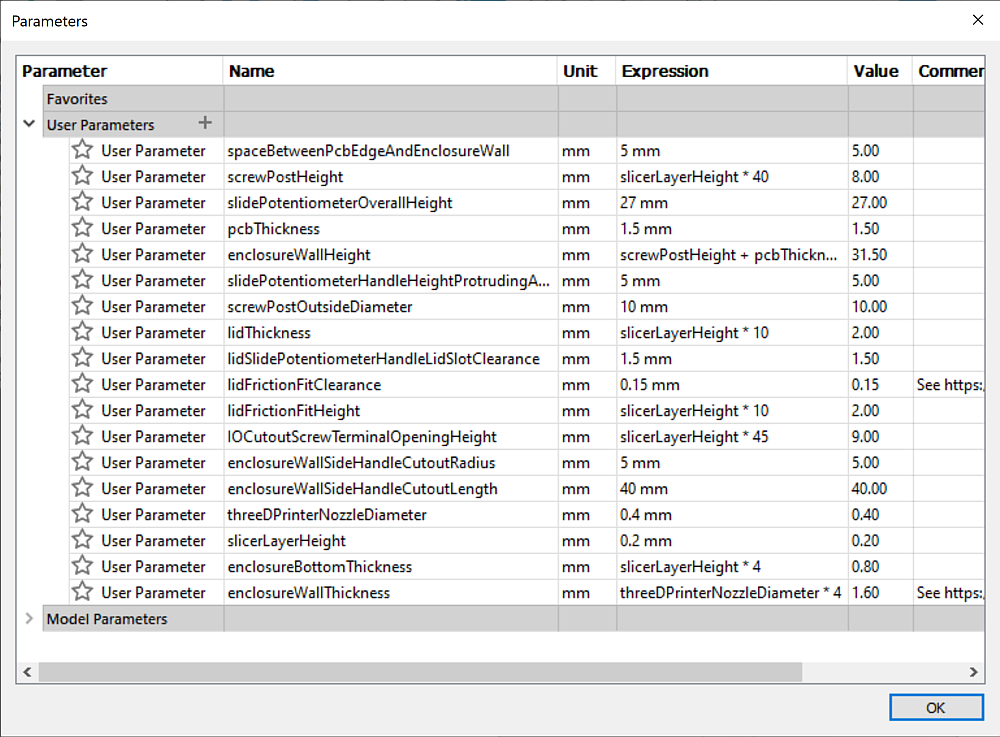 Parameters
Parameter Name Unit Expression Value Commer
Favorites
User Parameters +
User Parameter spaceBetweenPcbEdgeAndEnclosureWall mm 5 mm 5.00
User Parameter screwPostHeight mm slicerLayerHeight * 40 8.00
User Parameter slidePotentiometerOverallHeight mm 27 mm 27.00
User Parameter pcbThickness mm 1.5 mm 1.50
User Parameter enclosureWallHeight mm screwPostHeight + pcbThickn... 31.50
User Parameter slidePotentiometerHandleHeightProtrudingA... mm 5 mm 5.00
User Parameter screwPostOutsideDiameter mm 10 mm 10.00
User Parameter lidThickness mm slicerLayerHeight * 10 2.00
User Parameter lidSlidePotentiometerHandleLidSlotClearance mm 1.5 mm 1.50
User Parameter lidFrictionFitClearance mm 0.15 mm 0.15 See https:/
User Parameter lidFrictionFitHeight mm slicerLayerHeight * 10 2.00
User Parameter IOCutoutScrewTerminalOpeningHeight mm slicerLayerHeight * 45 9.00
User Parameter enclosureWallSideHandleCutoutRadius mm 5 mm 5.00
User Parameter enclosureWallSideHandleCutoutLength mm 40 mm 40.00
User Parameter threeDPrinterNozzleDiameter mm 0.4 mm 0.40
User Parameter slicerLayerHeight mm 0.2 mm 0.20
User Parameter enclosureBottomThickness mm slicerLayerHeight * 4 0.80
User Parameter enclosureWallThickness mm threeDPrinterNozzleDiameter * 4 1.60 See https:/
Model Parameters
OK